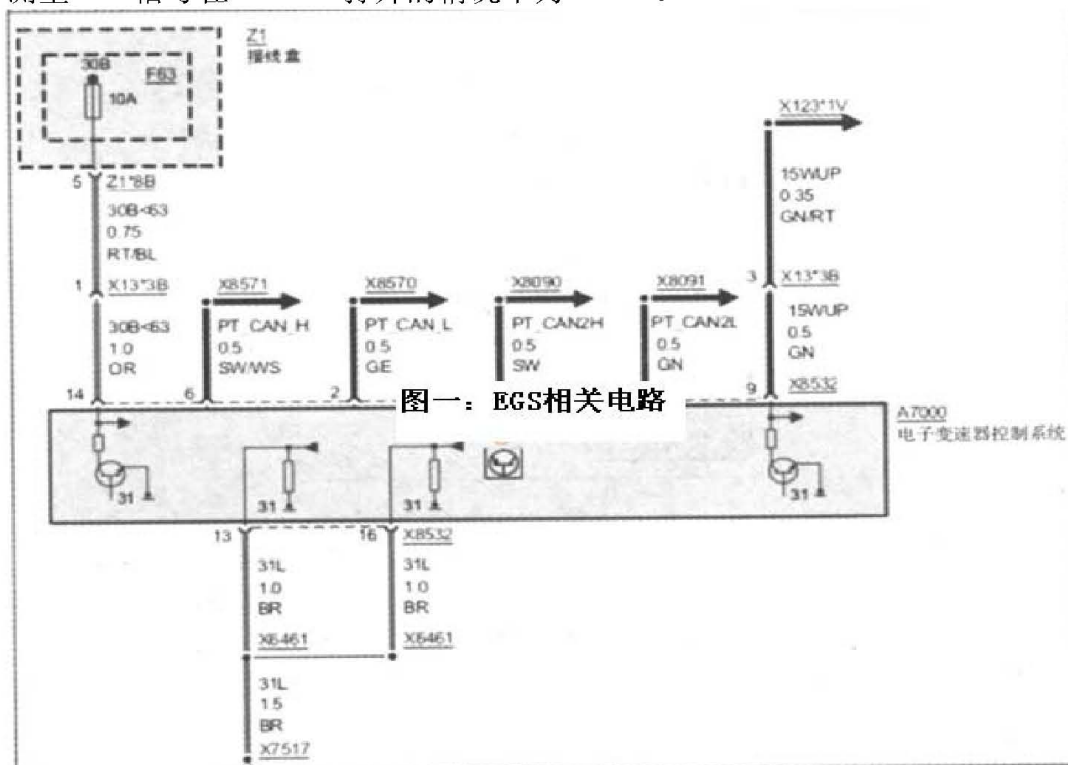 Z1
接线盒
30B
F63
10A
X123*1V
5 Z1*8B
15WUP
0.35
GN/RT
30B<63
0.75
RT/BL
1 X13*3B
X8571
X8570
X8090
X8091
3 X13*3B
30B<63
1.0
OR
PT_CAN_H
0.5
SW/WS
PT_CAN_L
0.5
GE
PT_CAN2H
0.5
SW
PT_CAN2L
0.5
GN
15WUP
0.5
GN
14
6
2
9 X8532
图一：EGS相关电路
A7000
电子变速器控制系统
31
31
31
31
13
16 X8532
31L
1.0
BR
31L
1.0
BR
X6461
X6461
31L
1.5
BR
X7517